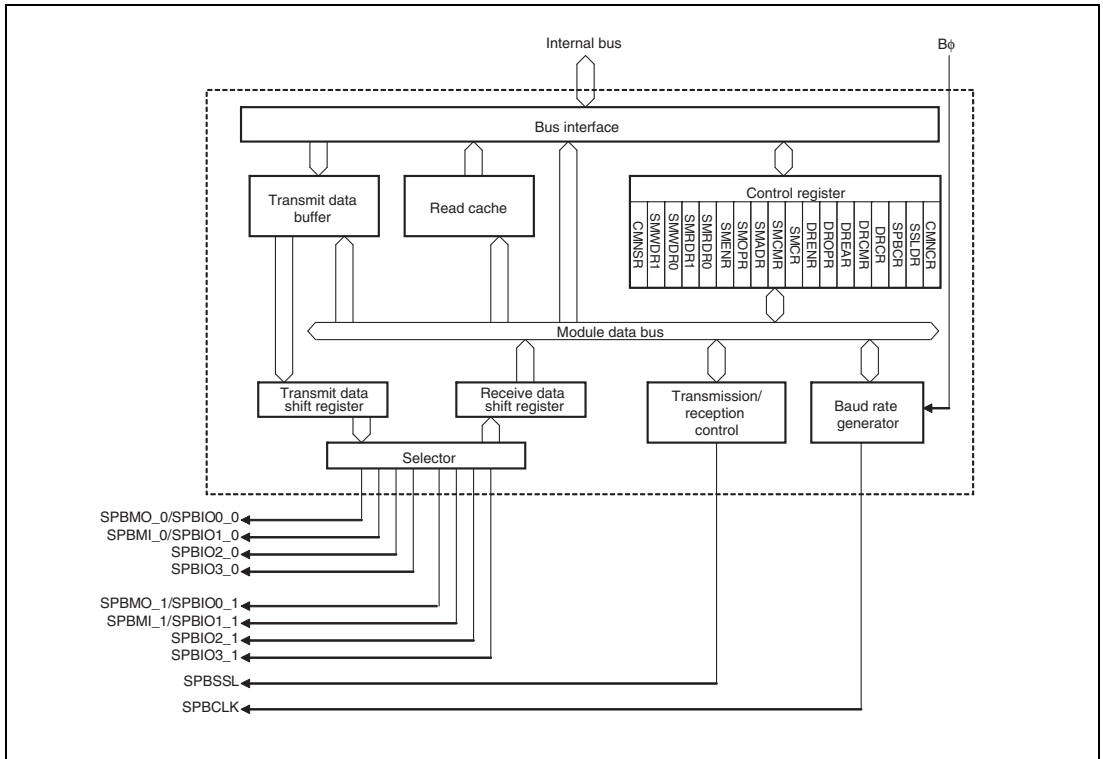 Internal bus
Bϕ
Bus interface
Transmit data
buffer
Read cache
Control register
CMNSR
SMWDR1
SMWDR0
SMRDR1
SMRDR0
SMENR
SMOPR
SMADR
SMCMR
SMCR
DRENR
DROPR
DREAR
DRCMR
DRCR
SPBCR
SSLDR
CMNCR
Module data bus
Transmit data
shift register
Receive data
shift register
Transmission/
reception
control
Baud rate
generator
Selector
SPBMO_0/SPBIO0_0
SPBMI_0/SPBIO1_0
SPBIO2_0
SPBIO3_0
SPBMO_1/SPBIO0_1
SPBMI_1/SPBIO1_1
SPBIO2_1
SPBIO3_1
SPBSSL
SPBCLK